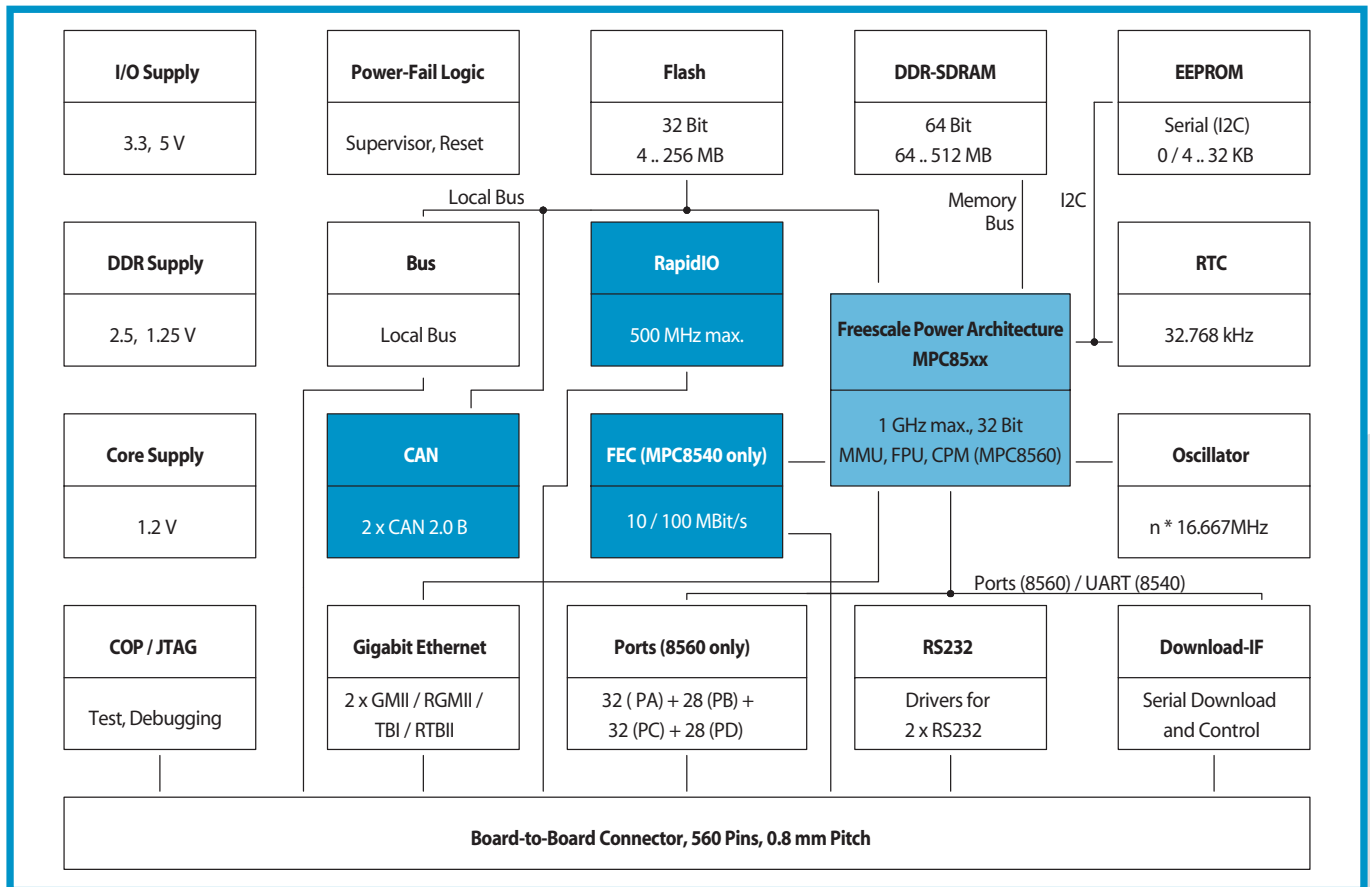 I/O Supply
3.3, 5 V
Power-Fail Logic
Supervisor, Reset
Flash
32 Bit
4 .. 256 MB
DDR-SDRAM
64 Bit
64 .. 512 MB
EEPROM
Serial (I2C)
0 / 4 .. 32 KB
Local Bus
Memory
Bus
I2C
DDR Supply
2.5, 1.25 V
Bus
Local Bus
RapidIO
500 MHz max.
Freescale Power Architecture
MPC85xx
1 GHz max., 32 Bit
MMU, FPU, CPM (MPC8560)
RTC
32.768 kHz
Core Supply
1.2 V
CAN
2 x CAN 2.0 B
FEC (MPC8540 only)
10 / 100 MBit/s
Oscillator
n * 16.667MHz
Ports (8560) / UART (8540)
COP / JTAG
Test, Debugging
Gigabit Ethernet
2 x GMII / RGMII /
TBI / RTBII
Ports (8560 only)
32 ( PA) + 28 (PB) +
32 (PC) + 28 (PD)
RS232
Drivers for
2 x RS232
Download-IF
Serial Download
and Control
Board-to-Board Connector, 560 Pins, 0.8 mm Pitch